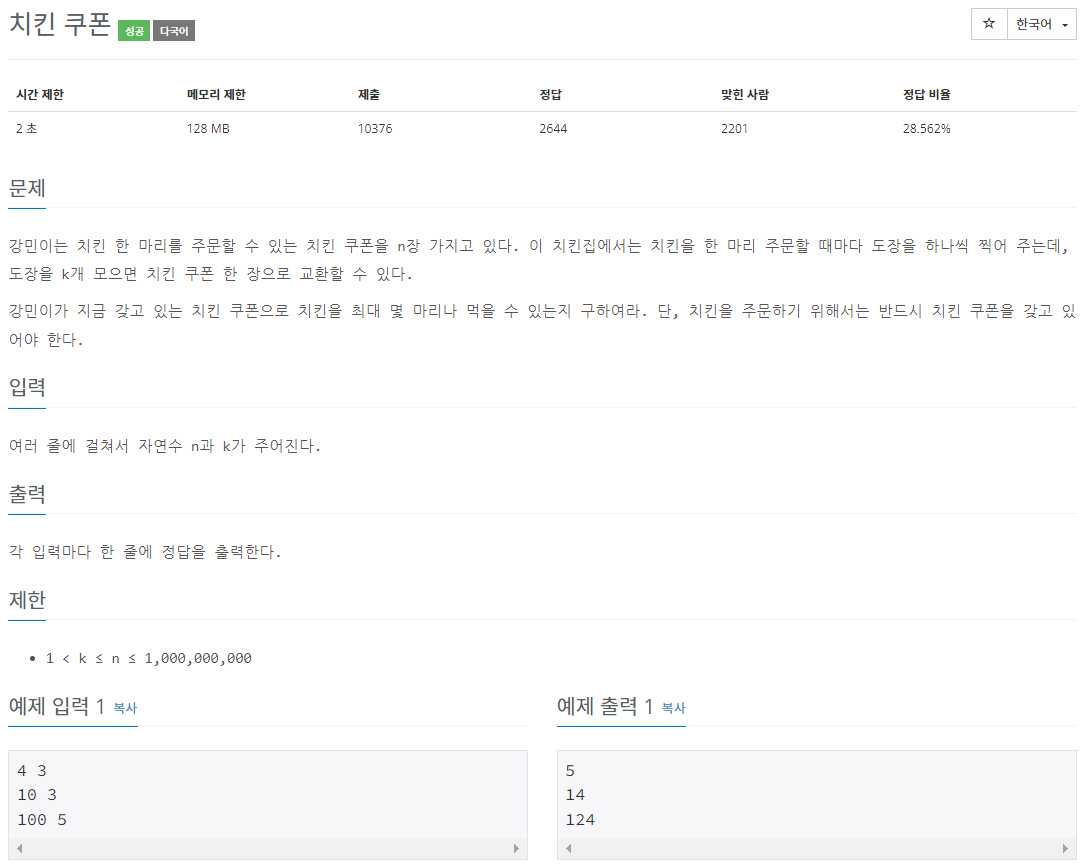 치킨 쿠폰 성공 다국어
☆ 한국어
시간 제한 메모리 제한 제출 정답 맞힌 사람 정답 비율
2 초 128 MB 10376 2644 2201 28.562%
문제
강민이는 치킨 한 마리를 주문할 수 있는 치킨 쿠폰을 n장 가지고 있다. 이 치킨집에서는 치킨을 한 마리 주문할 때마다 도장을 하나씩 찍어 주는데,
도장을 k개 모으면 치킨 쿠폰 한 장으로 교환할 수 있다.
강민이가 지금 갖고 있는 치킨 쿠폰으로 치킨을 최대 몇 마리나 먹을 수 있는지 구하여라. 단, 치킨을 주문하기 위해서는 반드시 치킨 쿠폰을 갖고 있
어야 한다.
입력
여러 줄에 걸쳐서 자연수 n과 k가 주어진다.
출력
각 입력마다 한 줄에 정답을 출력한다.
제한
• 1 < k ≤ n ≤ 1,000,000,000
예제 입력 1 복사
4 3
10 3
100 5
예제 출력 1 복사
5
14
124